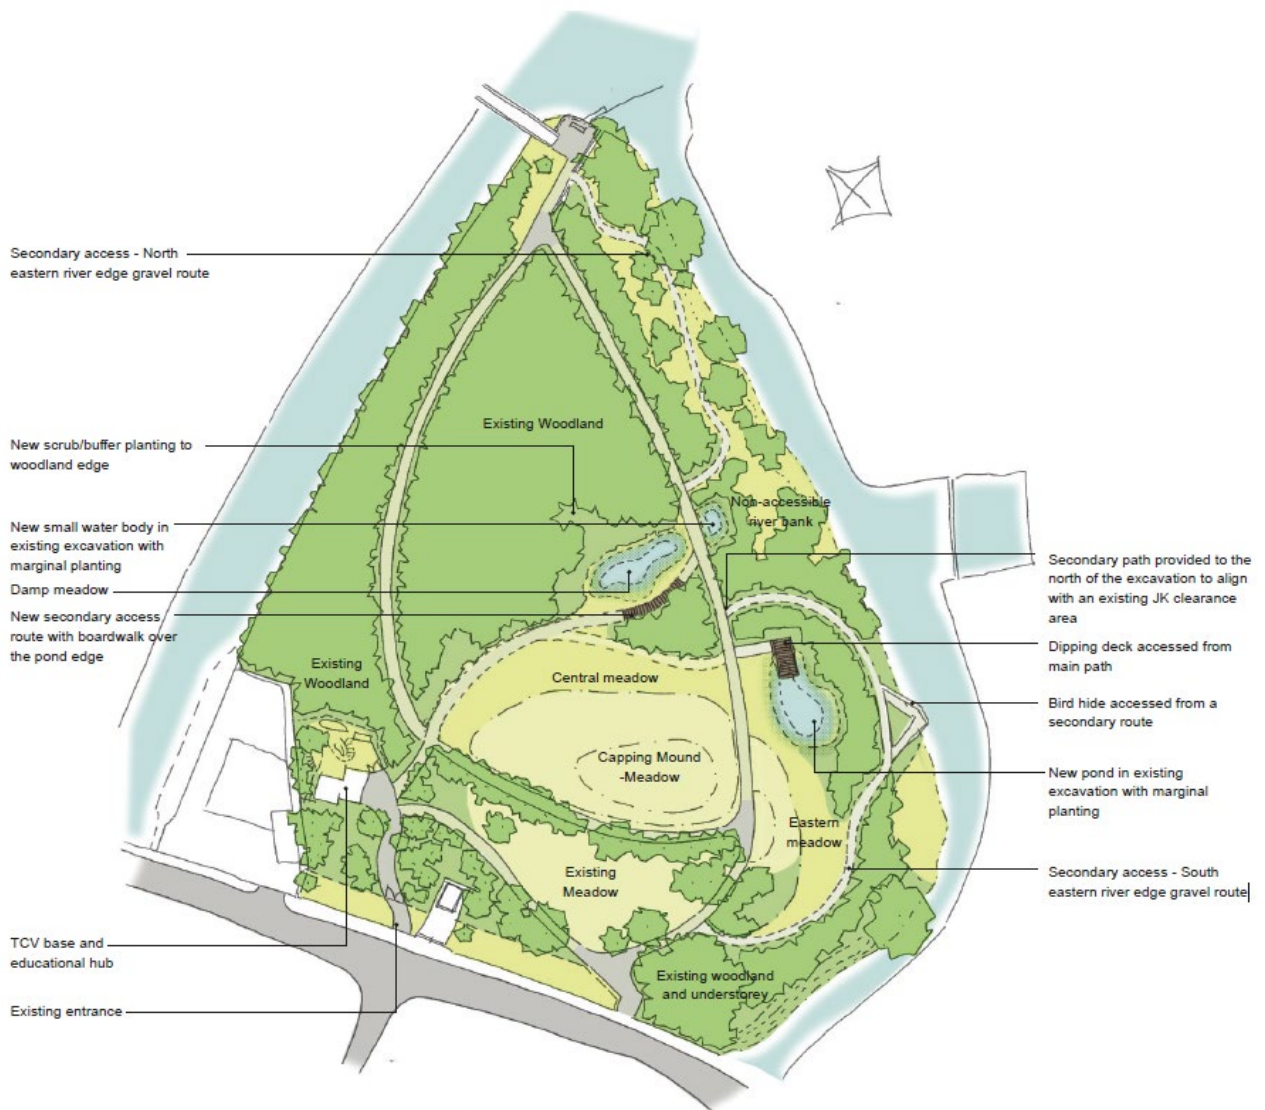 Secondary access - North
eastern river edge gravel route
New scrub/buffer planting to
woodland edge
New small water body in
existing excavation with
marginal planting
Damp meadow
New secondary access
route with boardwalk over
the pond edge
TCV base and
educational hub
Existing entrance
Existing Woodland
Non-accessible
river bank
Existing
Woodland
Central meadow
Capping Mound
-Meadow
Eastern
meadow
Existing
Meadow
Existing woodland
and understorey
Secondary path provided to the
north of the excavation to align
with an existing JK clearance
area
Dipping deck accessed from
main path
Bird hide accessed from a
secondary route
New pond in existing
excavation with marginal
planting
Secondary access - South
eastern river edge gravel route